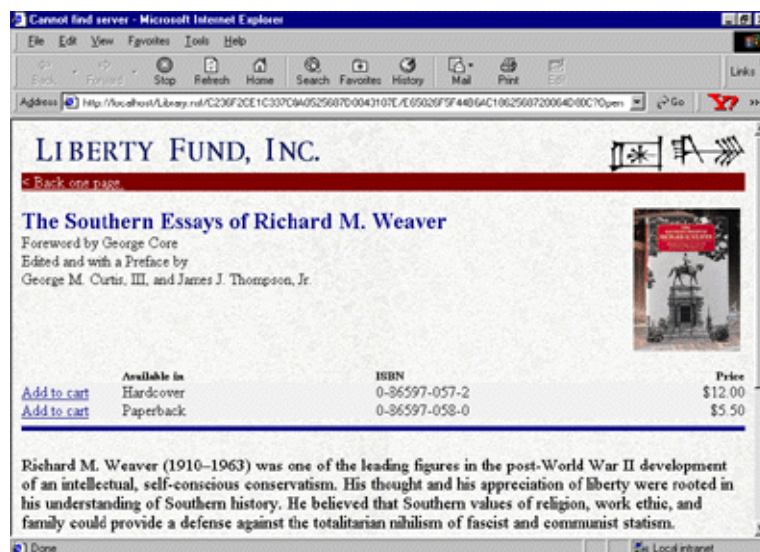 Cannot find server - Microsoft Internet Explorer
File Edit View Favorites Tools Help
Back Forward Stop Refresh Home Search Favorites History Mail Print Edit Links
Address Go
LIBERTY FUND, INC.
< Back one page.
The Southern Essays of Richard M. Weaver
Foreword by George Core
Edited and with a Preface by
George M. Curtis, III, and James J. Thompson, Jr.
Available in ISBN Price
Add to cart Hardcover 0-86597-057-2 $12.00
Add to cart Paperback 0-86597-058-0 $5.50
Richard M. Weaver (1910–1963) was one of the leading figures in the post-World War II development
of an intellectual, self-conscious conservatism. His thought and his appreciation of liberty were rooted in
his understanding of Southern history. He believed that Southern values of religion, work ethic, and
family could provide a defense against the totalitarian nihilism of fascist and communist statism.
Done Local intranet